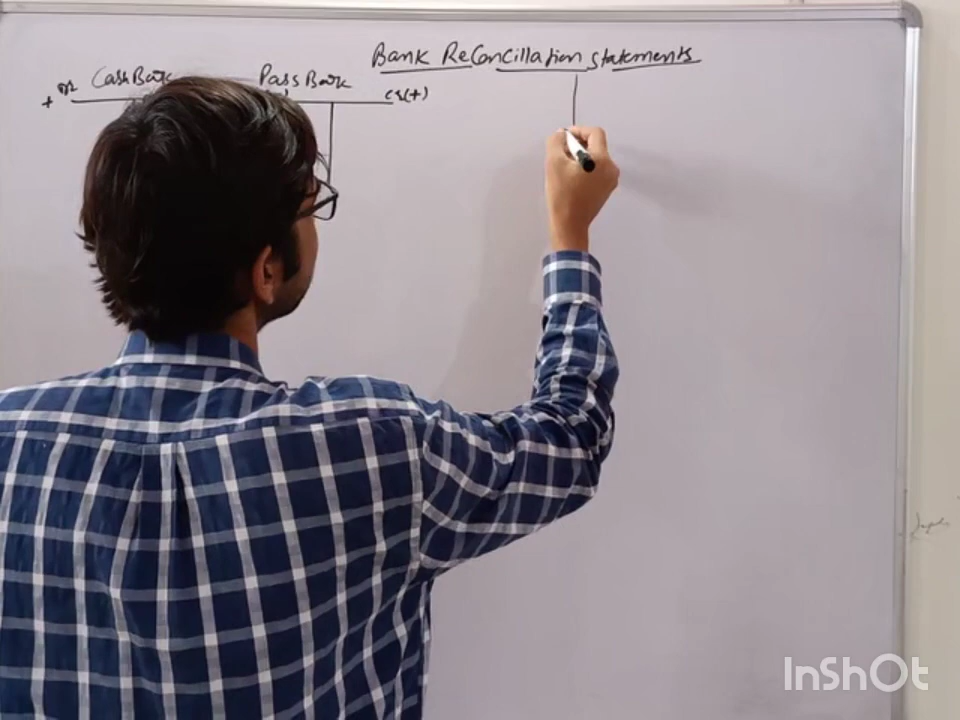 Bank ReConcillation statements
Cash Book Pass Book
+ Dr Cr(+)
InShOt